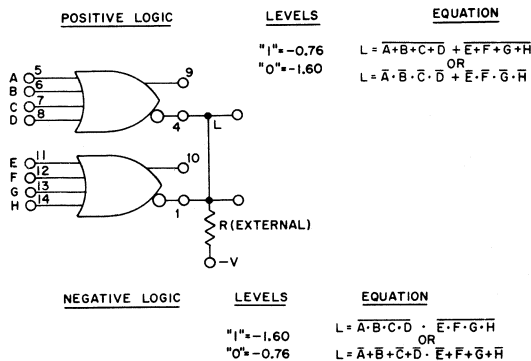 POSITIVE LOGIC
LEVELS
EQUATION
"1"=-0.76
"0"=-1.60
L = A̅+̅B̅+̅C̅+̅D̅ + E̅+̅F̅+̅G̅+̅H̅
OR
L = A̅·B̅·C̅·D̅ + E̅·F̅·G̅·H̅
A 5
B 6
C 7
D 8
9
4
L
E 11
F 12
G 13
H 14
10
1
R (EXTERNAL)
-V
NEGATIVE LOGIC
LEVELS
EQUATION
"1"=-1.60
"0"=-0.76
L = A̅·̅B̅·̅C̅·̅D̅ · E̅·̅F̅·̅G̅·̅H̅
OR
L = A̅+B̅+C̅+D̅ · E̅+F̅+G̅+H̅